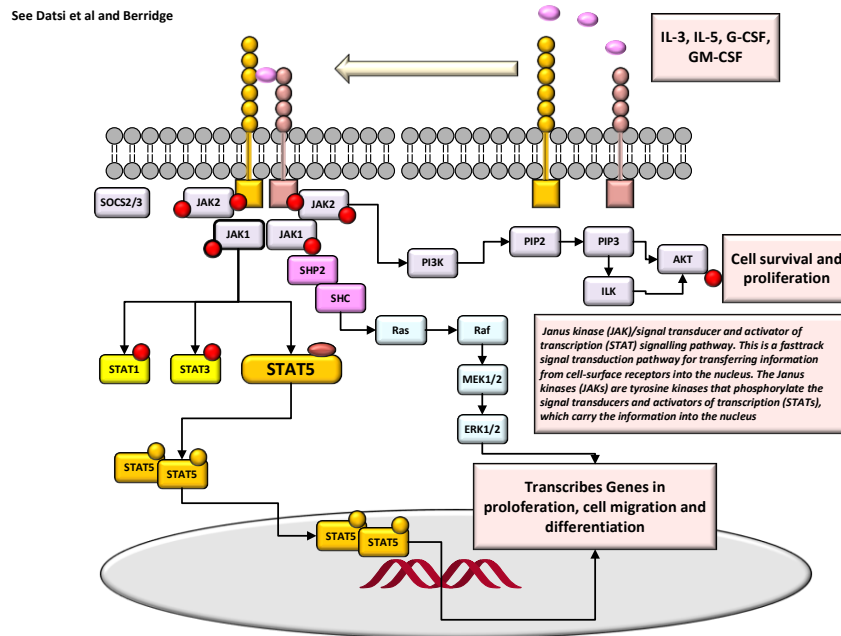 See Datsi et al and Berridge
IL-3, IL-5, G-CSF,
GM-CSF
SOCS2/3
JAK2
JAK2
JAK1
JAK1
SHP2
SHC
PI3K
PIP2
PIP3
AKT
ILK
Cell survival and
proliferation
Ras
Raf
MEK1/2
ERK1/2
STAT1
STAT3
STAT5
Janus kinase (JAK)/signal transducer and activator of
transcription (STAT) signalling pathway. This is a fasttrack
signal transduction pathway for transferring information
from cell-surface receptors into the nucleus. The Janus
kinases (JAKs) are tyrosine kinases that phosphorylate the
signal transducers and activators of transcription (STATs),
which carry the information into the nucleus
STAT5
STAT5
Transcribes Genes in
proloferation, cell migration and
differentiation
STAT5
STAT5